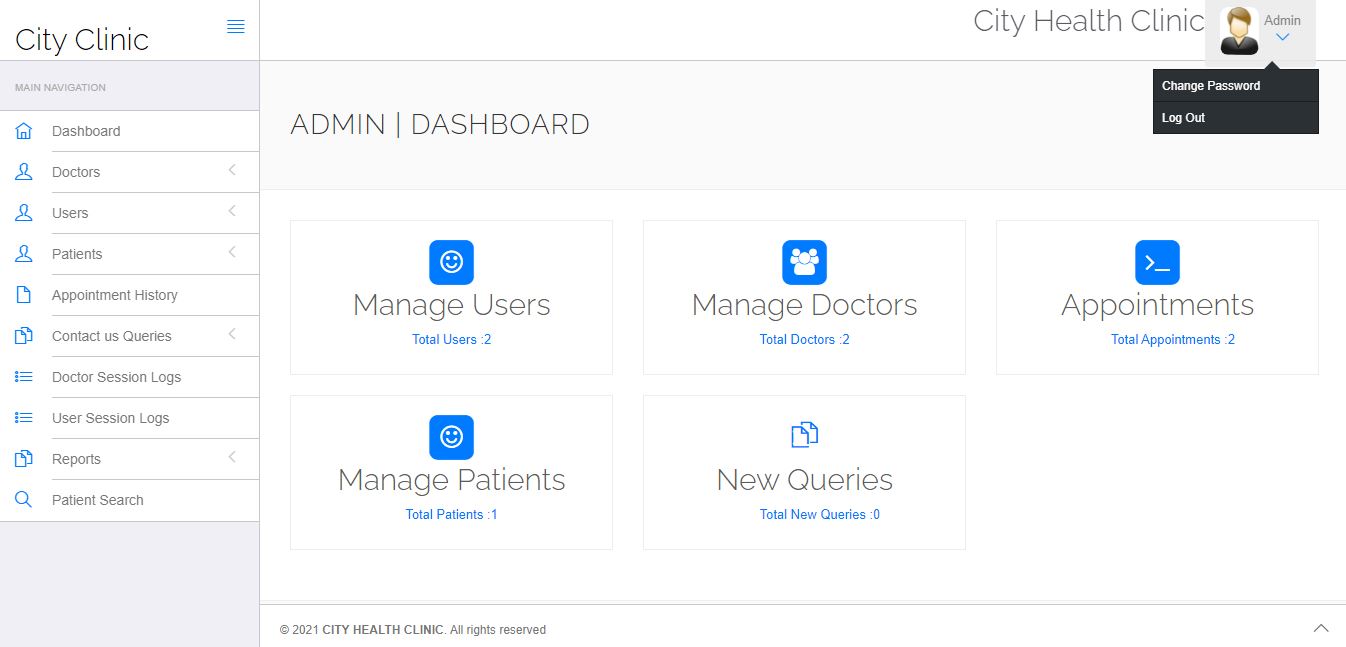 City Clinic
City Health Clinic
Admin
Change Password
Log Out
MAIN NAVIGATION
Dashboard
Doctors
Users
Patients
Appointment History
Contact us Queries
Doctor Session Logs
User Session Logs
Reports
Patient Search
ADMIN | DASHBOARD
Manage Users
Total Users :2
Manage Doctors
Total Doctors :2
Appointments
Total Appointments :2
Manage Patients
Total Patients :1
New Queries
Total New Queries :0
© 2021 CITY HEALTH CLINIC. All rights reserved